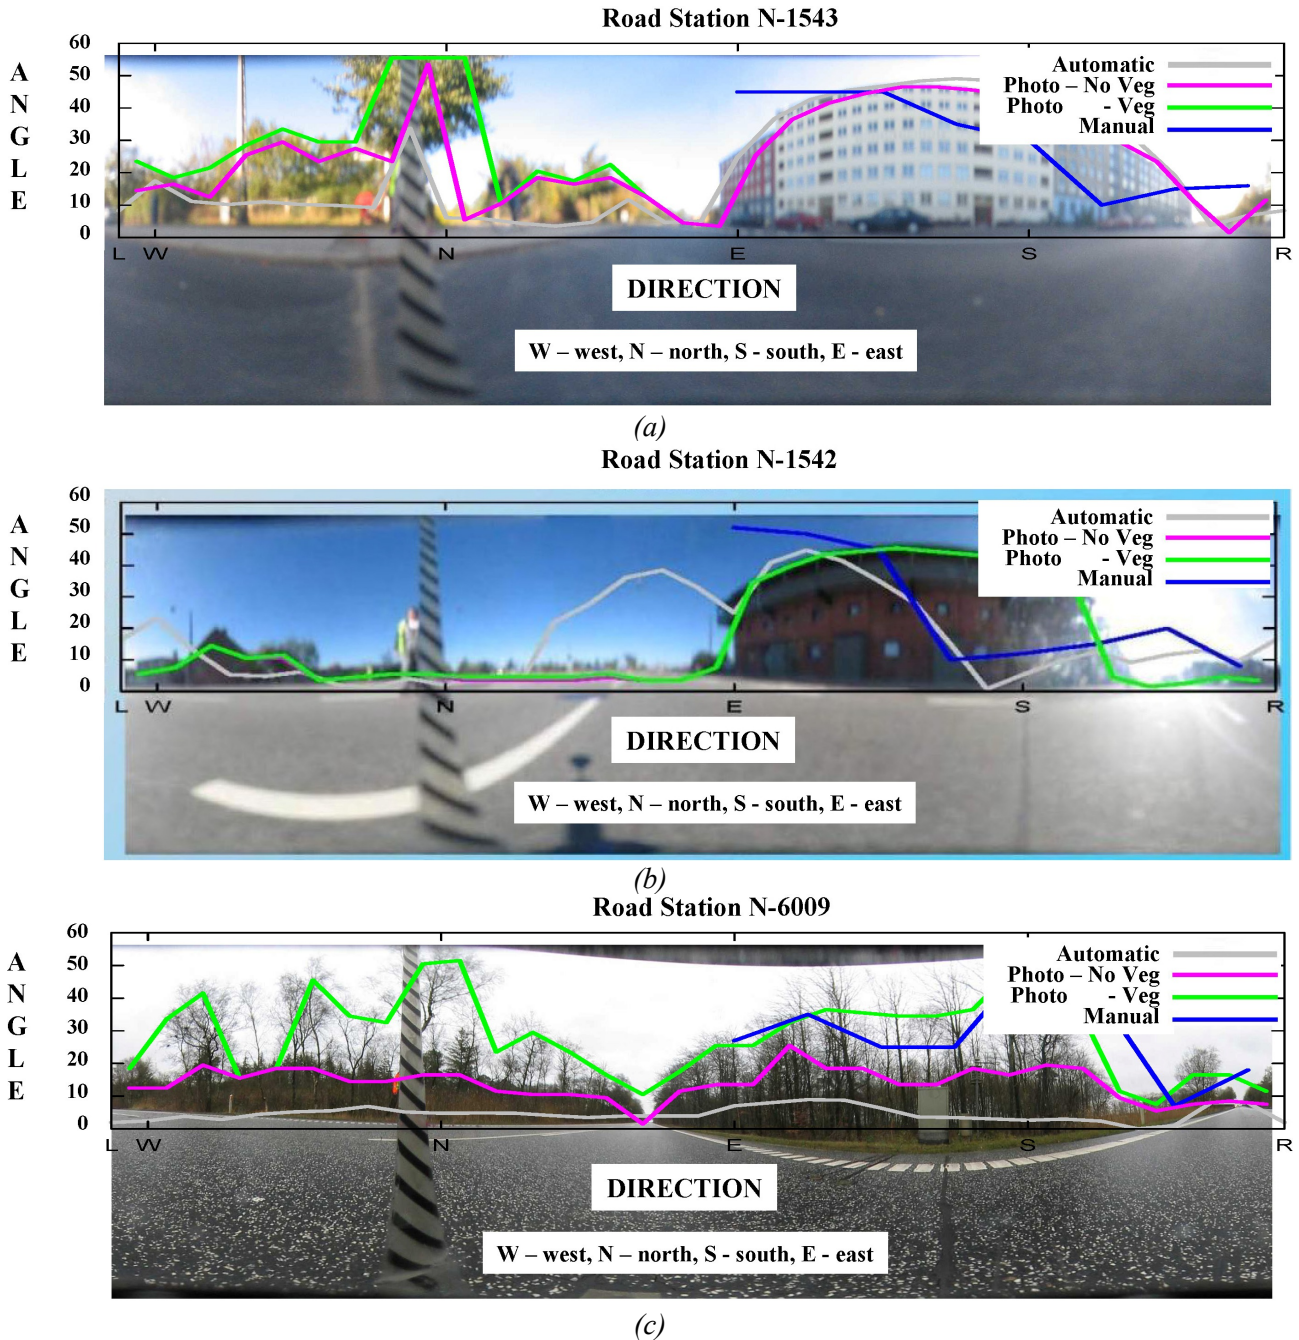 Road Station N-1543
60
50
40
30
20
10
0
A
N
G
L
E
Automatic
Photo – No Veg
Photo - Veg
Manual
L W N E S R
DIRECTION
W – west, N – north, S - south, E - east
(a)
Road Station N-1542
60
50
40
30
20
10
0
A
N
G
L
E
Automatic
Photo – No Veg
Photo - Veg
Manual
L W N E S R
DIRECTION
W – west, N – north, S - south, E - east
(b)
Road Station N-6009
60
50
40
30
20
10
0
A
N
G
L
E
Automatic
Photo – No Veg
Photo - Veg
Manual
L W N E S R
DIRECTION
W – west, N – north, S - south, E - east
(c)